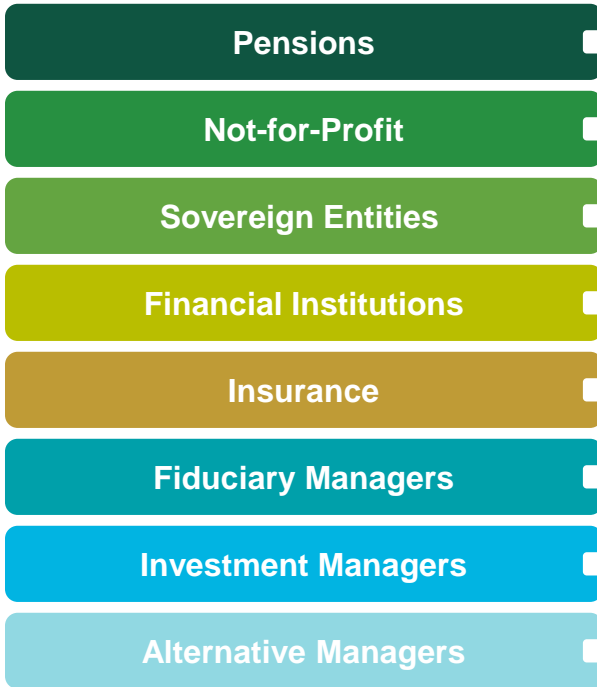 Pensions
Not-for-Profit
Sovereign Entities
Financial Institutions
Insurance
Fiduciary Managers
Investment Managers
Alternative Managers